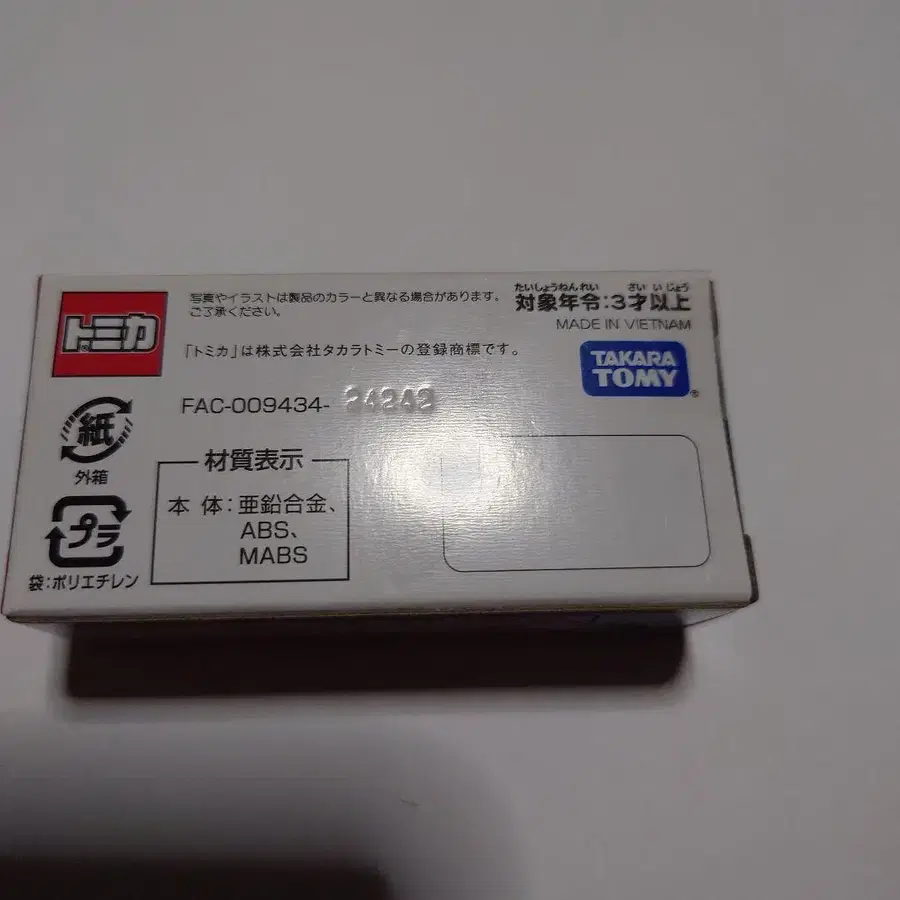 トミカ
写真やイラストは製品のカラーと異なる場合があります。
ご了承ください。
「トミカ」は株式会社タカラトミーの登録商標です。
たいしょうねんれい さいいじょう
対象年令:3才以上
MADE IN VIETNAM
TAKARA
TOMY
®
FAC-009434-
紙
外箱
プラ
袋:ポリエチレン
材質表示
本 体:亜鉛合金、
ABS、
MABS